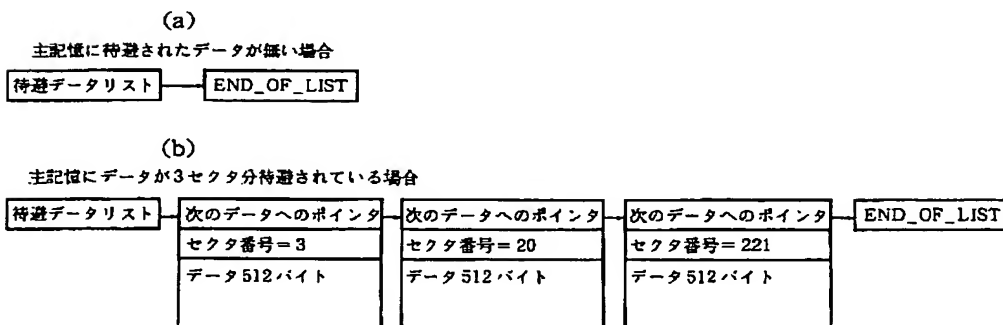 (a)
主記憶に待避されたデータが無い場合
待避データリスト END_OF_LIST
(b)
主記憶にデータが3セクタ分待避されている場合
待避データリスト 次のデータへのポインタ 次のデータへのポインタ 次のデータへのポインタ END_OF_LIST
セクタ番号=3 セクタ番号=20 セクタ番号=221
データ512バイト データ512バイト データ512バイト